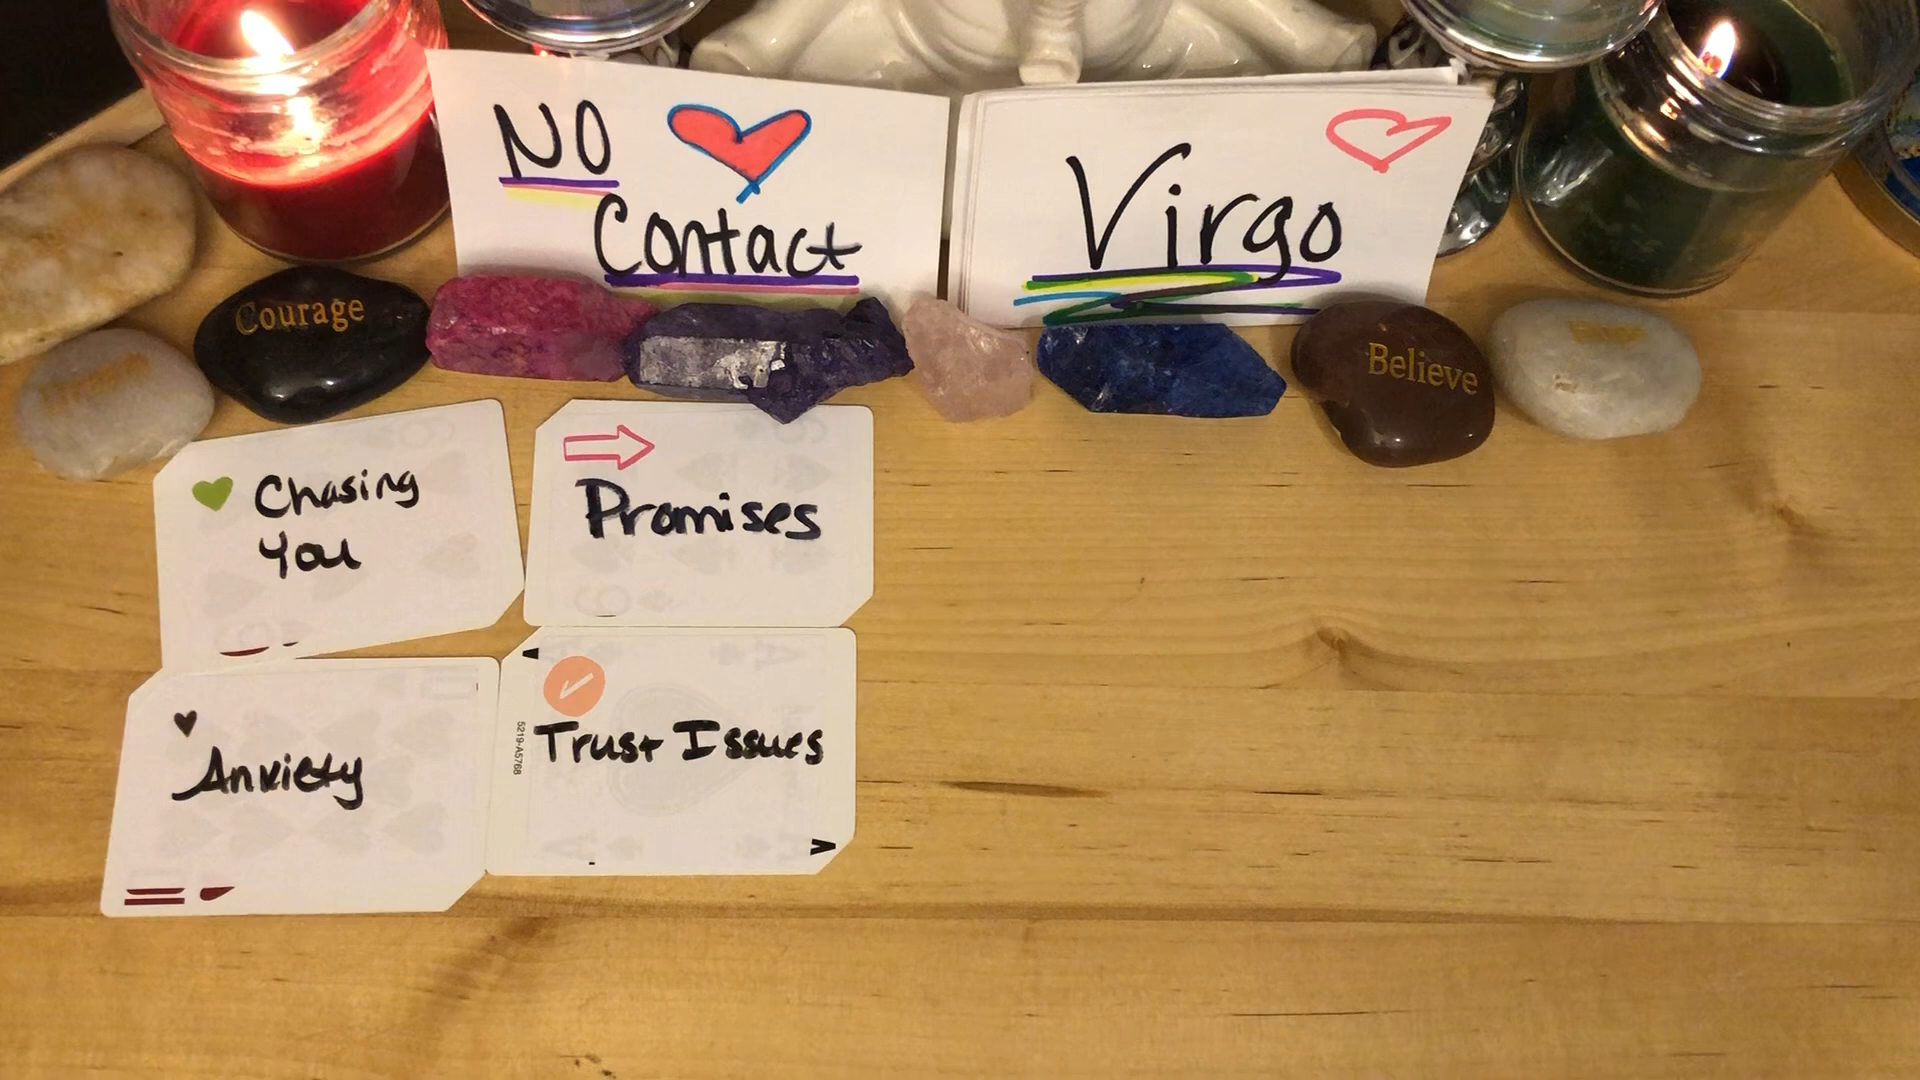 NO
Contact
Virgo
Courage
Believe
Chasing
You
Promises
Anxiety
Trust Issues
5219-A5768